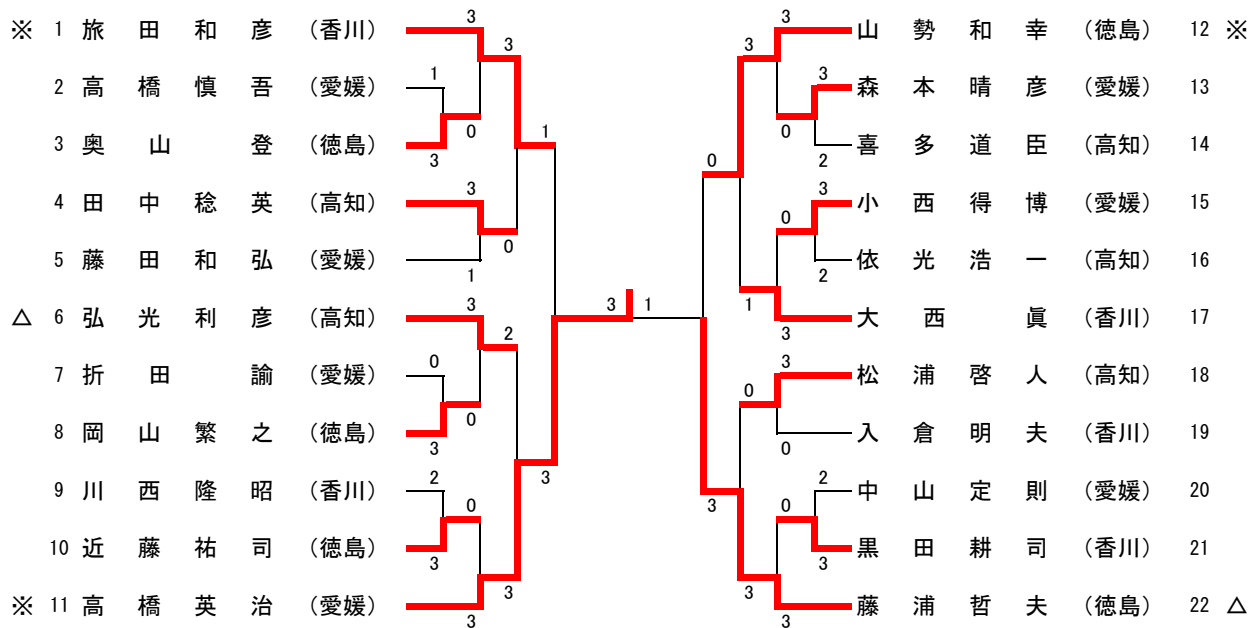 3 3
※ 1 旅田和彦 (香川) 山勢和幸 (徳島) 12 ※
3 3
1 3
2 高橋慎吾 (愛媛) 森本晴彦 (愛媛) 13
0 0
3 奥山登 (徳島) 1 喜多道臣 (高知) 14
3 0 2
3 3
4 田中稔英 (高知) 小西得博 (愛媛) 15
0 0
5 藤田和弘 (愛媛) 依光浩一 (高知) 16
1 2
3 3 1 1
△ 6 弘光利彦 (高知) 大西眞 (香川) 17
2 3
0 3
7 折田諭 (愛媛) 松浦啓人 (高知) 18
0 0
8 岡山繁之 (徳島) 入倉明夫 (香川) 19
3 0
2 3 2
9 川西隆昭 (香川) 中山定則 (愛媛) 20
0 3 0
10 近藤祐司 (徳島) 黒田耕司 (香川) 21
3 3
3 3
※ 11 高橋英治 (愛媛) 藤浦哲夫 (徳島) 22 △
3 3